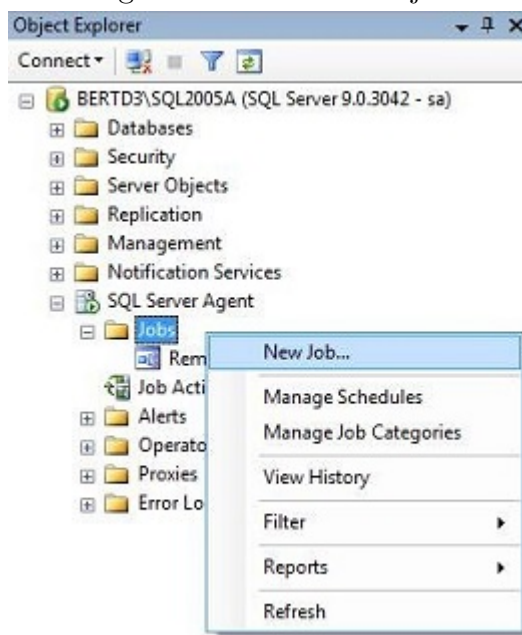 Object Explorer
Connect
BERTD3\SQL2005A (SQL Server 9.0.3042 - sa)
Databases
Security
Server Objects
Replication
Management
Notification Services
SQL Server Agent
Jobs
Rem
Job Acti
Alerts
Operato
Proxies
Error Lo
New Job...
Manage Schedules
Manage Job Categories
View History
Filter
Reports
Refresh